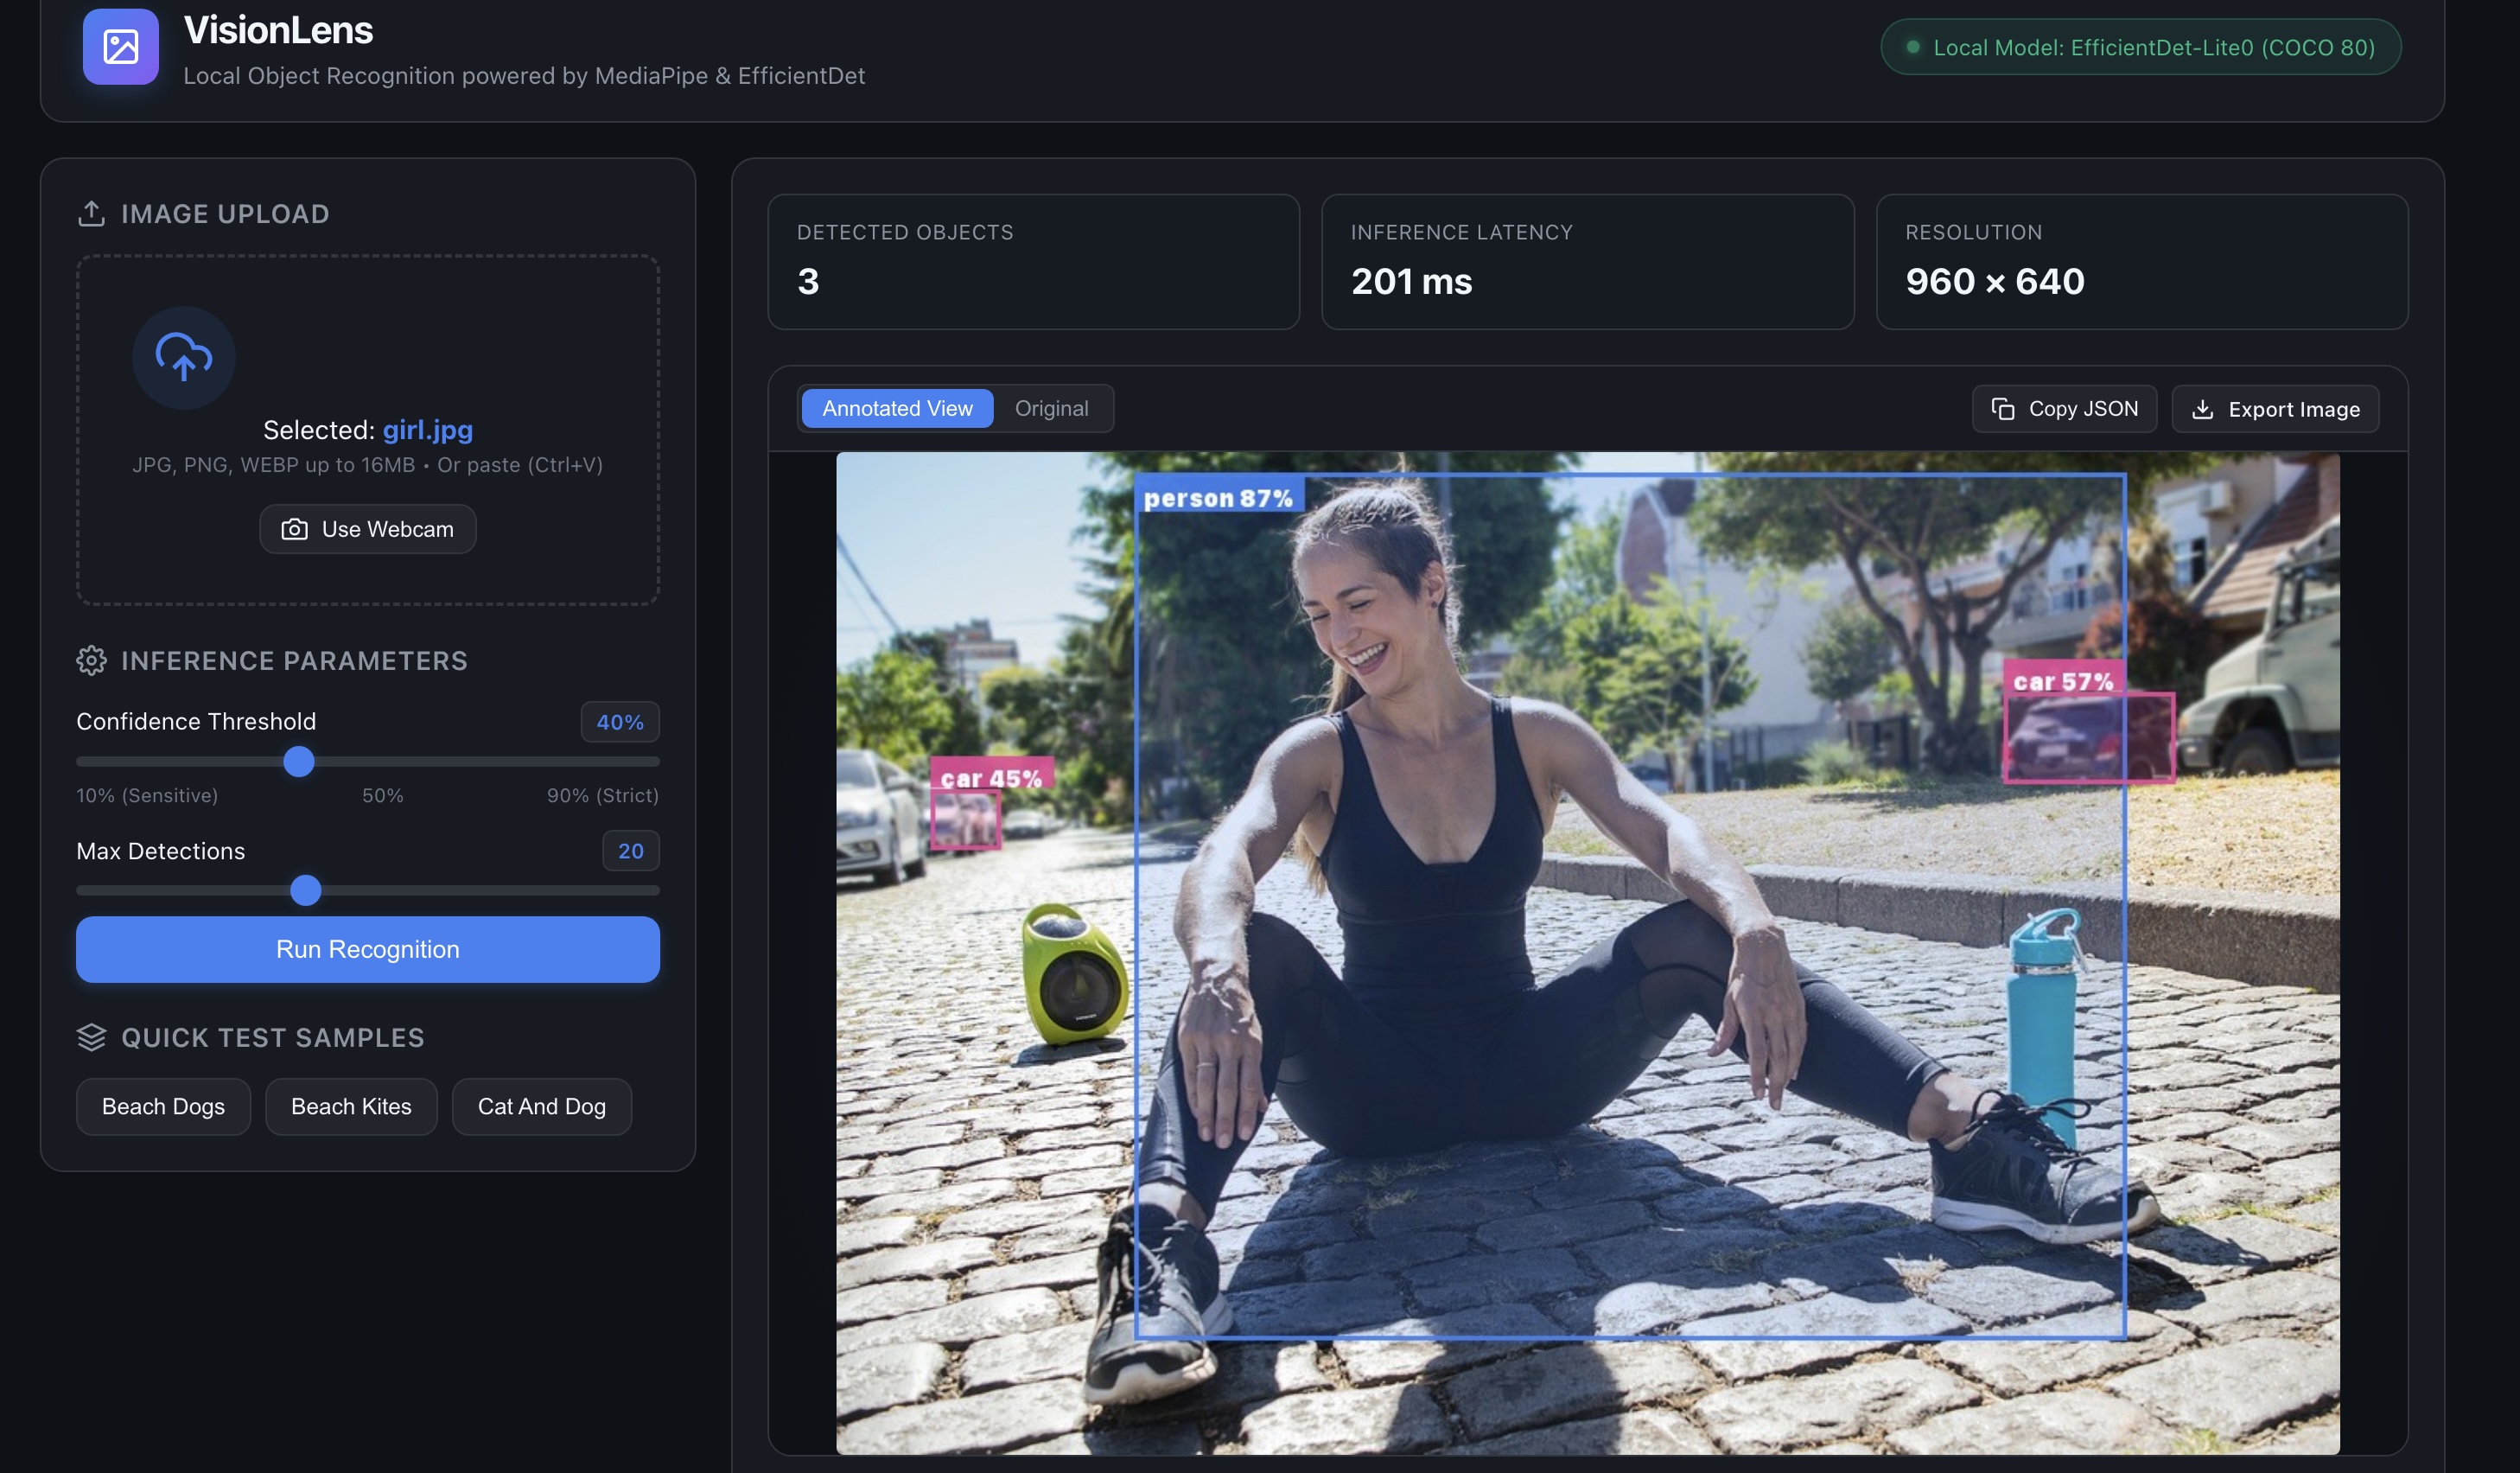 VisionLens
Local Object Recognition powered by MediaPipe & EfficientDet
Local Model: EfficientDet-Lite0 (COCO 80)
IMAGE UPLOAD
Selected: girl.jpg
JPG, PNG, WEBP up to 16MB • Or paste (Ctrl+V)
Use Webcam
INFERENCE PARAMETERS
Confidence Threshold 40%
10% (Sensitive) 50% 90% (Strict)
Max Detections 20
Run Recognition
QUICK TEST SAMPLES
Beach Dogs Beach Kites Cat And Dog
DETECTED OBJECTS
3
INFERENCE LATENCY
201 ms
RESOLUTION
960 × 640
Annotated View Original
Copy JSON Export Image
person 87%
car 57%
car 45%